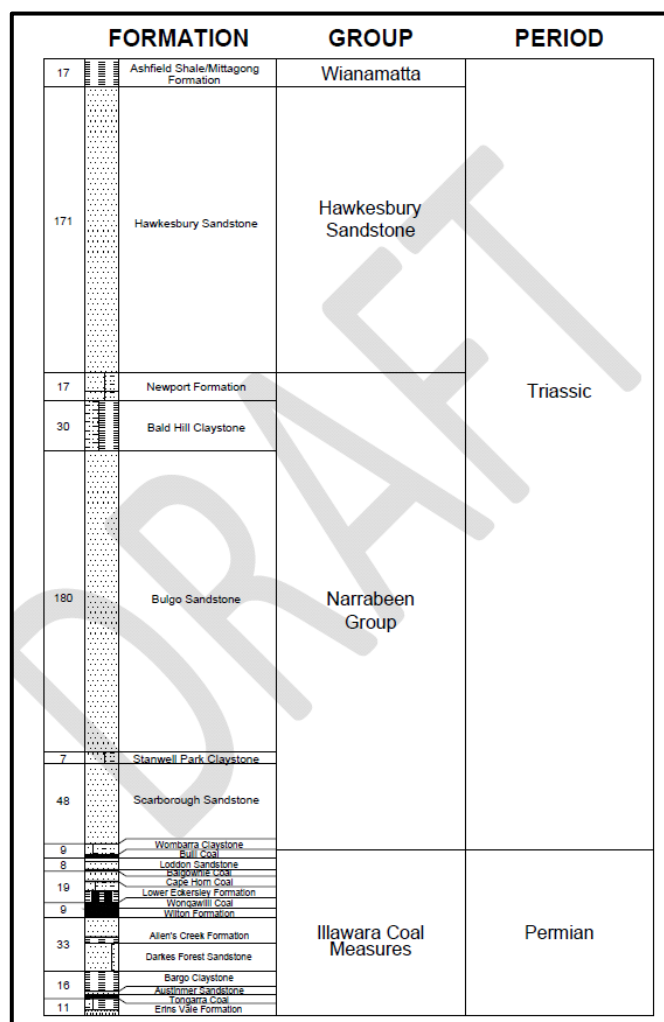 FORMATION GROUP PERIOD
17 Ashfield Shale/Mittagong Formation Wianamatta
171 Hawkesbury Sandstone Hawkesbury Sandstone
17 Newport Formation Triassic
30 Bald Hill Claystone
180 Bulgo Sandstone Narrabeen Group
7 Stanwell Park Claystone
48 Scarborough Sandstone
9 Wombarra Claystone
Bulli Coal
8 Loddon Sandstone
Balgownie Coal
19 Cape Horn Coal
Lower Eckersley Formation
9 Wongawilli Coal
Wilton Formation
33 Allen's Creek Formation Illawara Coal Measures Permian
Darkes Forest Sandstone
16 Bargo Claystone
Austinmer Sandstone
11 Tongarra Coal
Erins Vale Formation
DRAFT